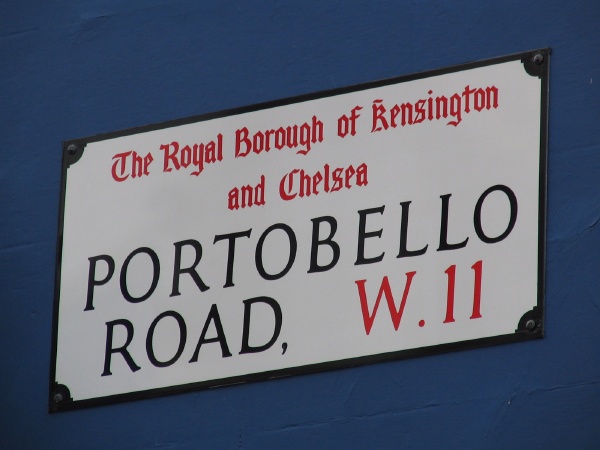 The Royal Borough of Kensington
and Chelsea
PORTOBELLO
ROAD, W.11